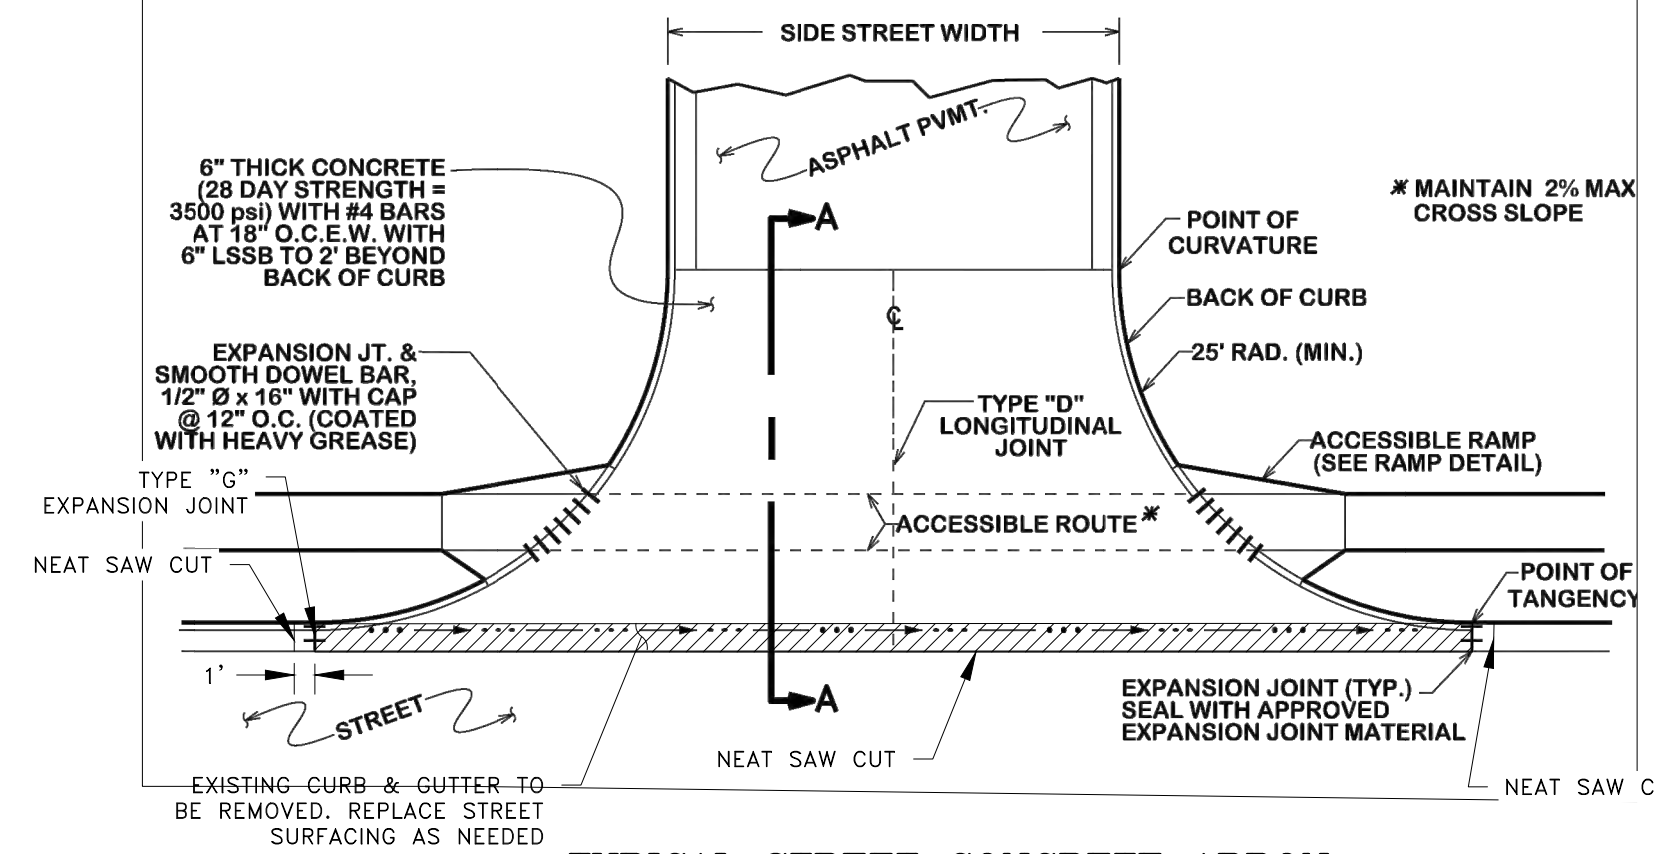 SIDE STREET WIDTH
ASPHALT PVMT.
6" THICK CONCRETE
(28 DAY STRENGTH =
3500 psi) WITH #4 BARS
AT 18" O.C.E.W. WITH
6" LSSB TO 2' BEYOND
BACK OF CURB
* MAINTAIN 2% MAX
CROSS SLOPE
A
POINT OF
CURVATURE
BACK OF CURB
℄
25' RAD. (MIN.)
EXPANSION JT. &
SMOOTH DOWEL BAR,
1/2" Ø x 16" WITH CAP
@ 12" O.C. (COATED
WITH HEAVY GREASE)
TYPE "D"
LONGITUDINAL
JOINT
ACCESSIBLE RAMP
(SEE RAMP DETAIL)
TYPE "G"
EXPANSION JOINT
ACCESSIBLE ROUTE *
NEAT SAW CUT
POINT OF
TANGENCY
1'
STREET
A
EXPANSION JOINT (TYP.)
SEAL WITH APPROVED
EXPANSION JOINT MATERIAL
NEAT SAW CUT
EXISTING CURB & GUTTER TO
BE REMOVED. REPLACE STREET
SURFACING AS NEEDED
NEAT SAW C